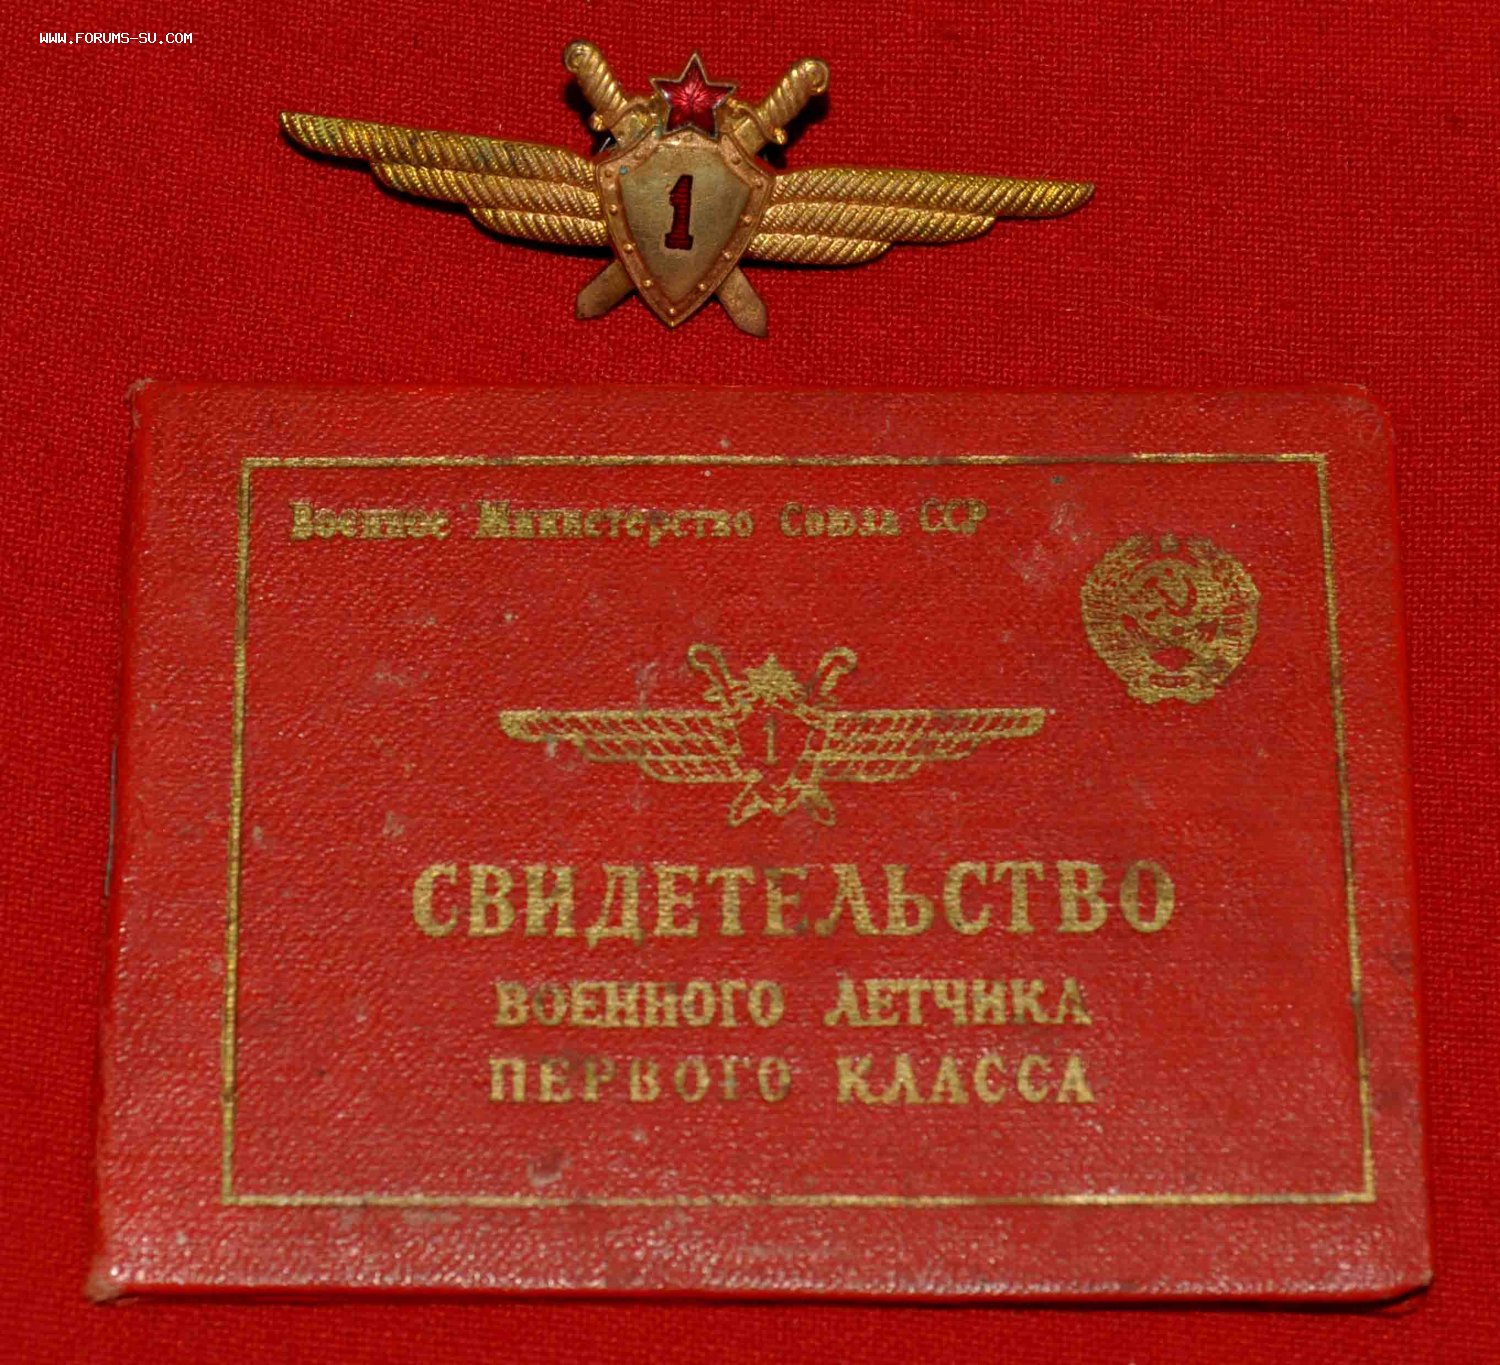 WWW.FORUMS-SU.COM
1
Военное Министерство Союза ССР
1
СВИДЕТЕЛЬСТВО
ВОЕННОГО ЛЕТЧИКА
ПЕРВОГО КЛАССА